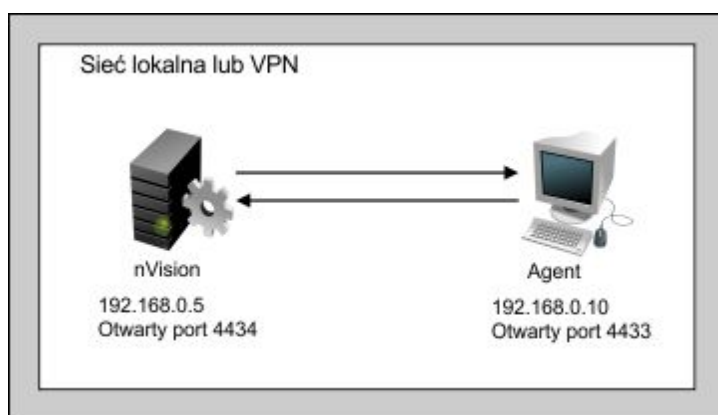 Sieć lokalna lub VPN
nVision
192.168.0.5
Otwarty port 4434
Agent
192.168.0.10
Otwarty port 4433